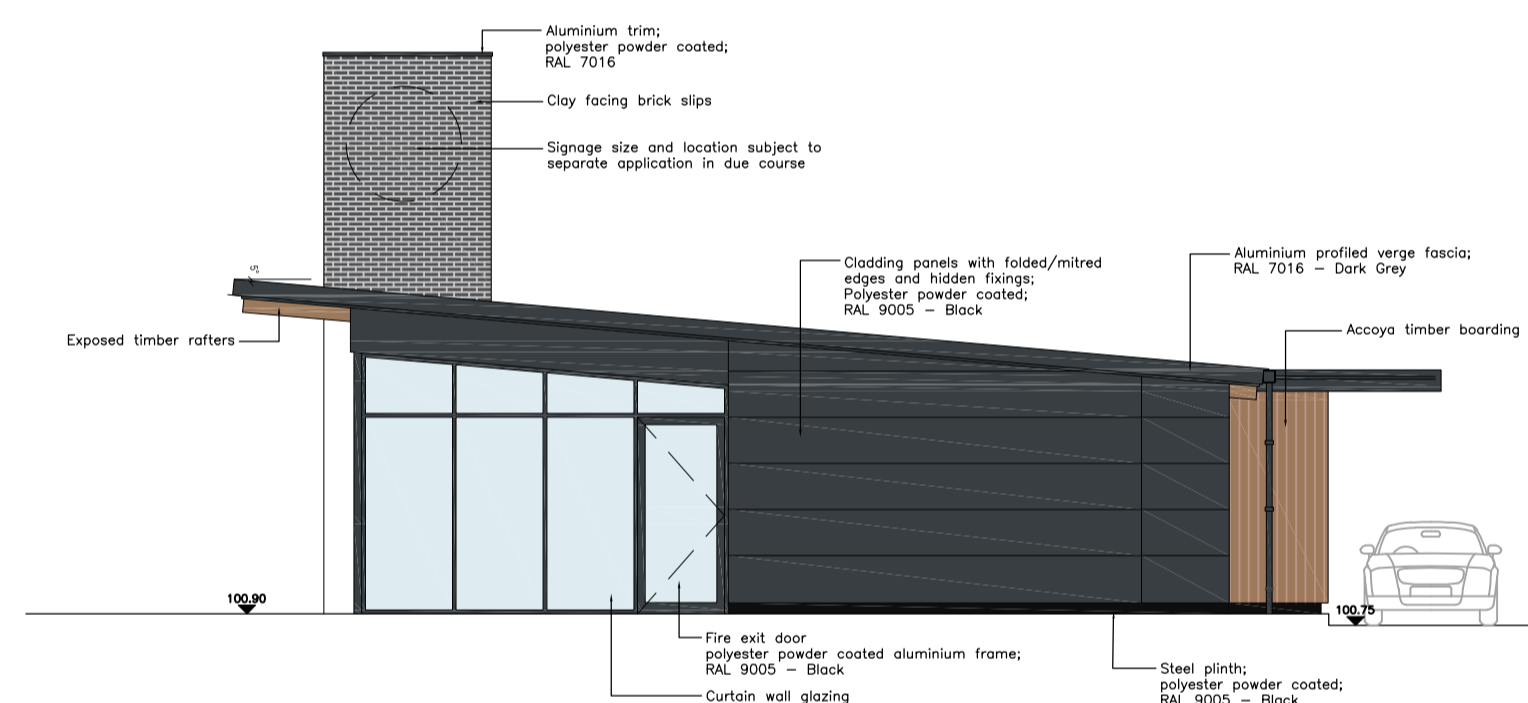 Aluminium trim;
polyester powder coated;
RAL 7016
Clay facing brick slips
Signage size and location subject to
separate application in due course
5°
Cladding panels with folded/mitred
edges and hidden fixings;
Polyester powder coated;
RAL 9005 – Black
Aluminium profiled verge fascia;
RAL 7016 – Dark Grey
Exposed timber rafters
Accoya timber boarding
100.90
100.75
Fire exit door
polyester powder coated aluminium frame;
RAL 9005 – Black
Curtain wall glazing
Steel plinth;
polyester powder coated;
RAL 9005 – Black